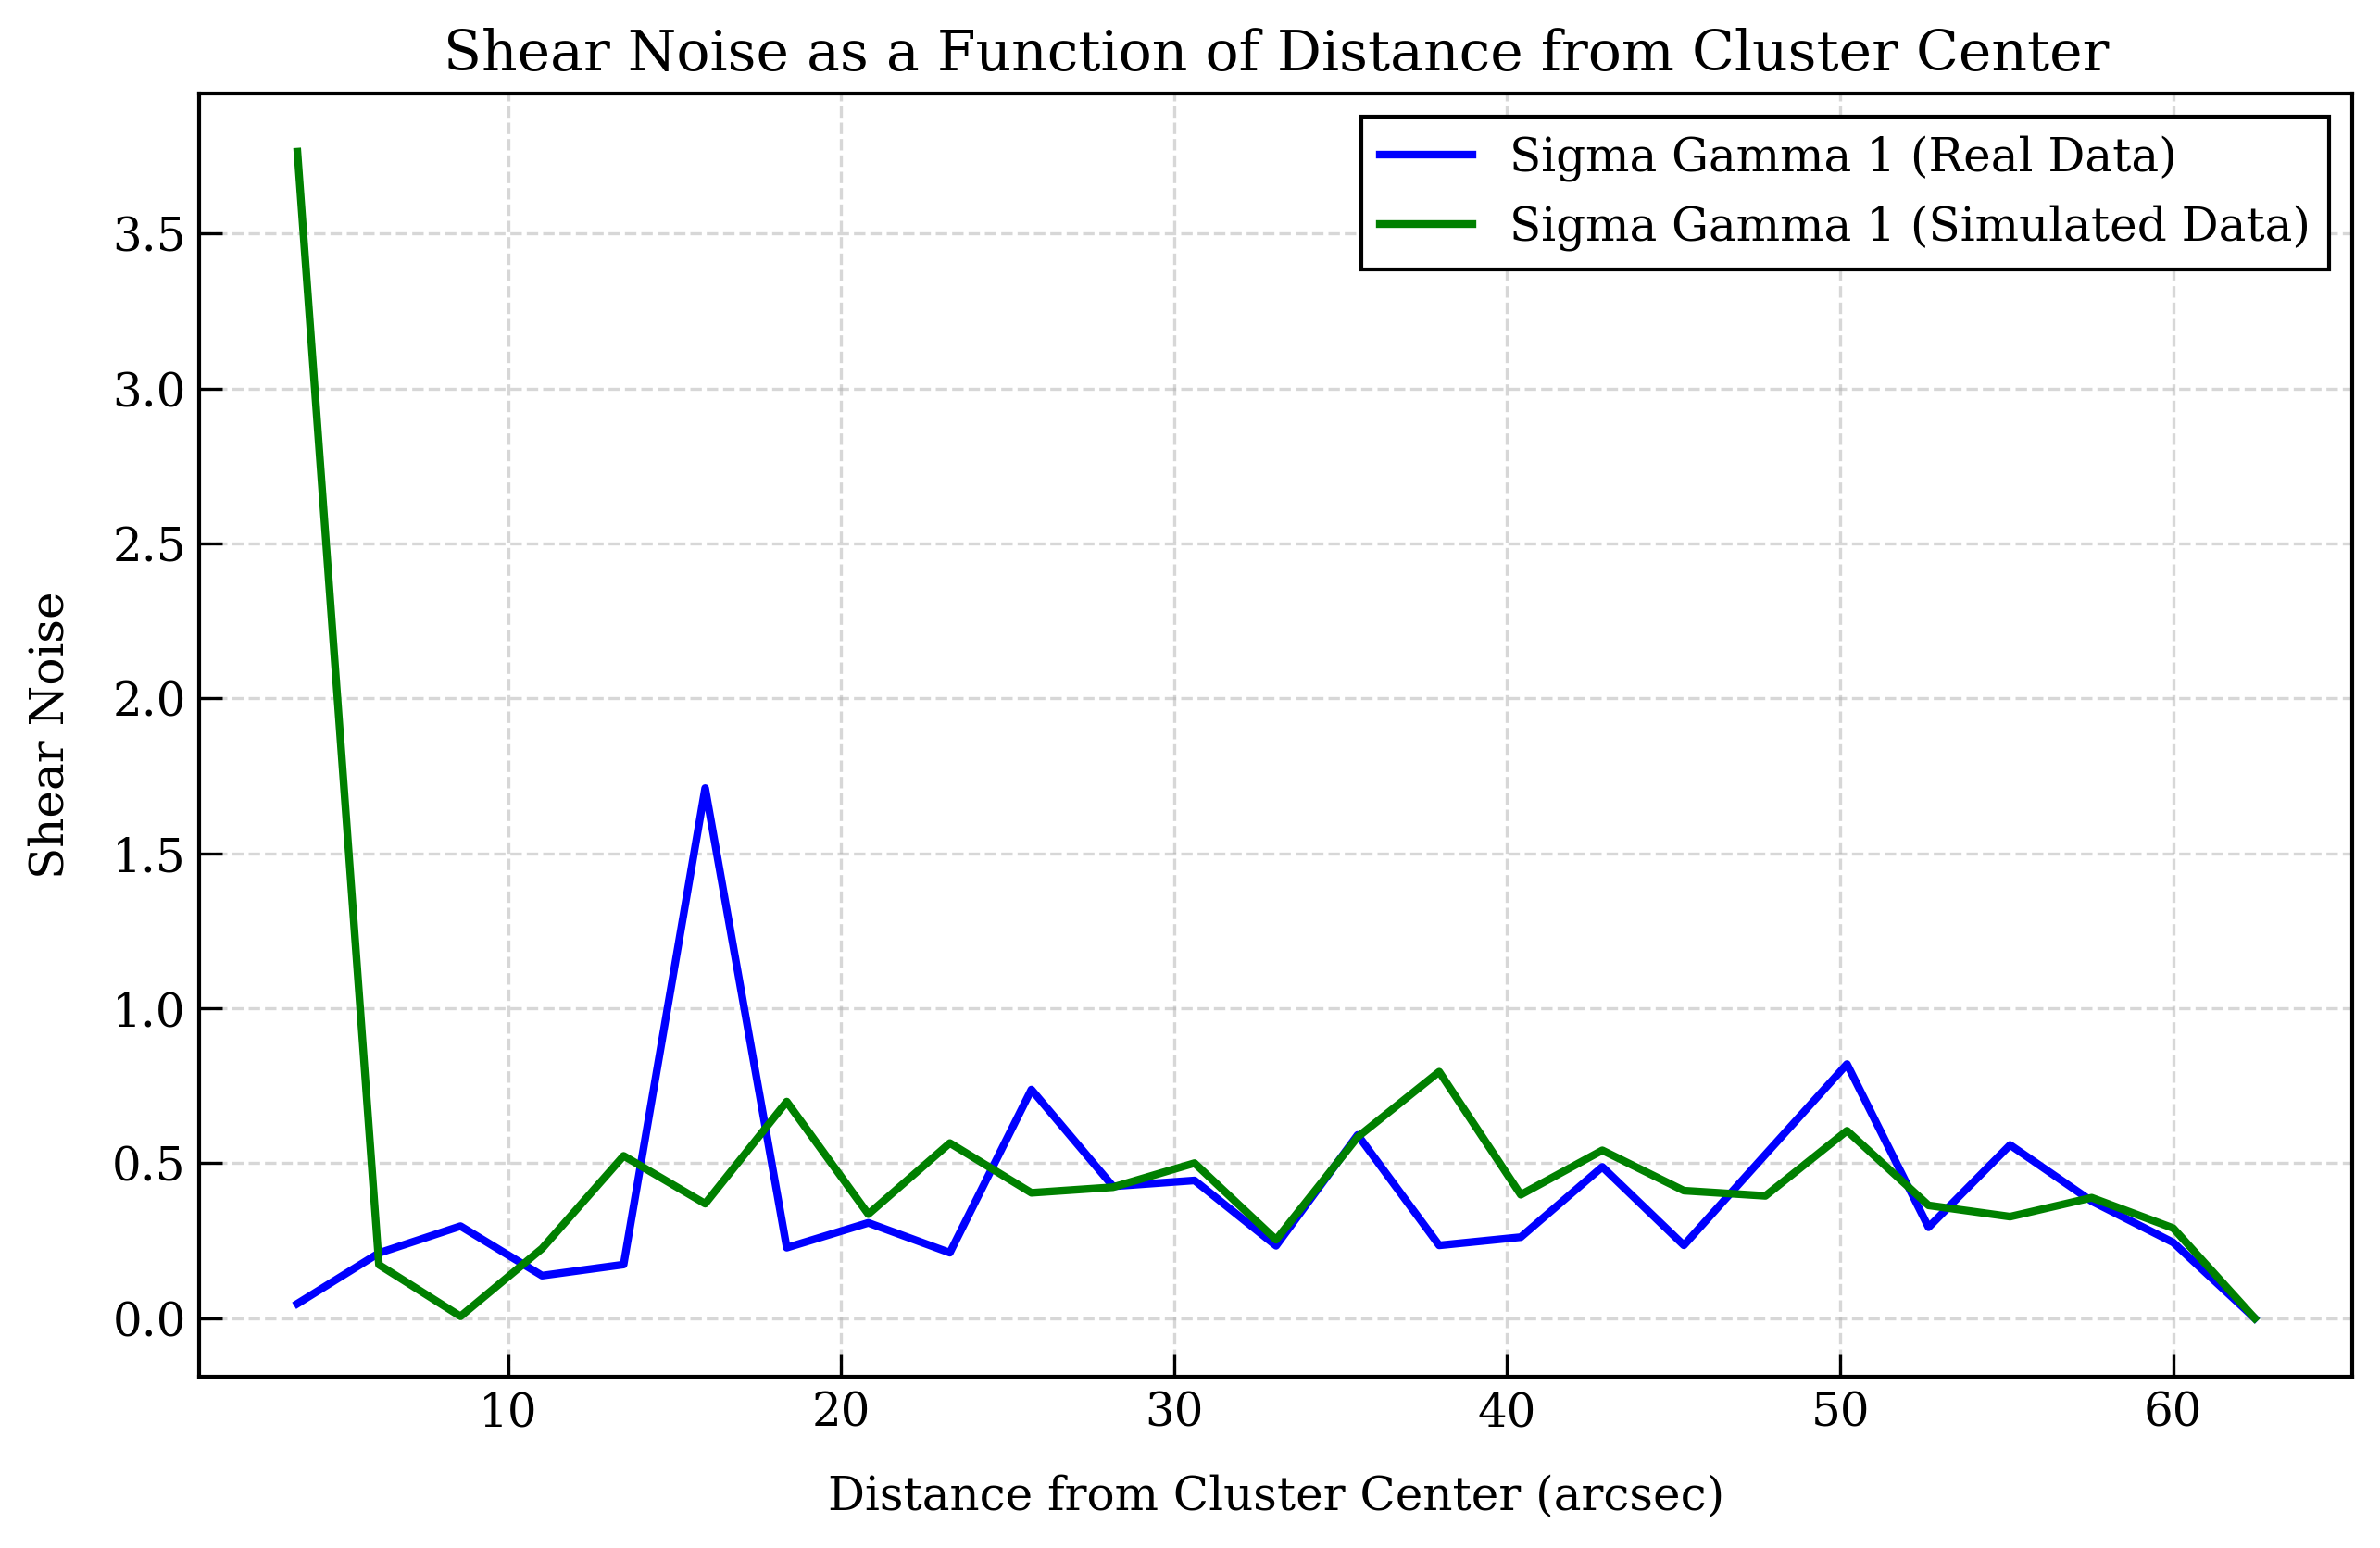 Shear Noise as a Function of Distance from Cluster Center
Sigma Gamma 1 (Real Data)
Sigma Gamma 1 (Simulated Data)
Shear Noise
3.5
3.0
2.5
2.0
1.5
1.0
0.5
0.0
10 20 30 40 50 60
Distance from Cluster Center (arcsec)